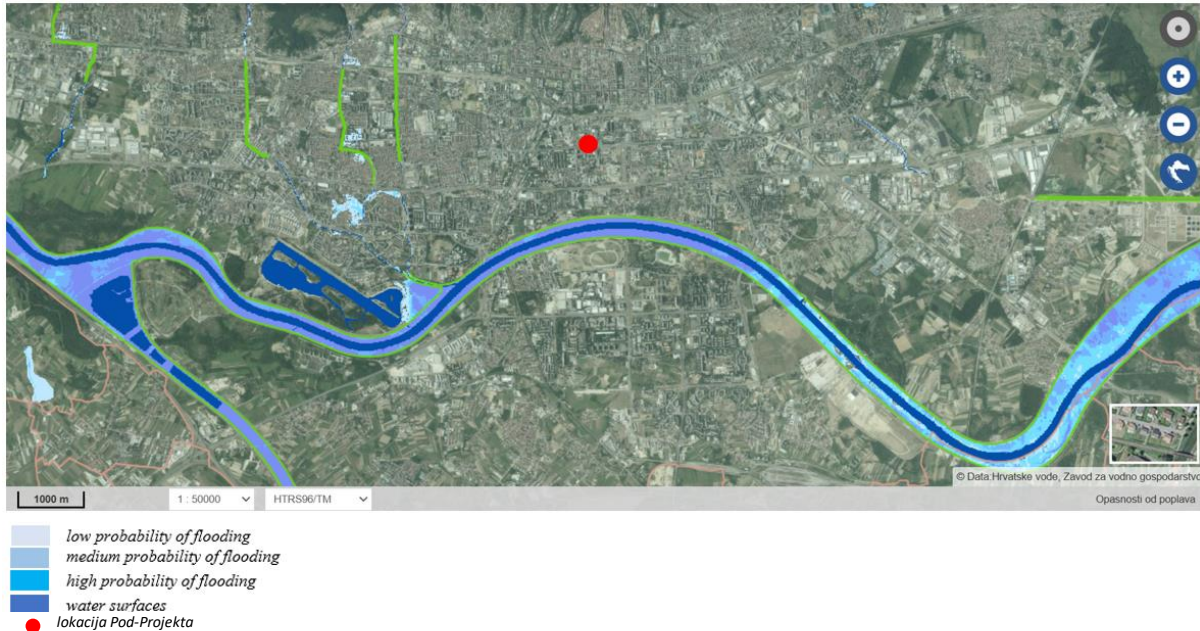 © Data:Hrvatske vode, Zavod za vodno gospodarstvo
1000 m
1 : 50000
HTRS96/TM
Opasnosti od poplava
low probability of flooding
medium probability of flooding
high probability of flooding
water surfaces
lokacija Pod-Projekta